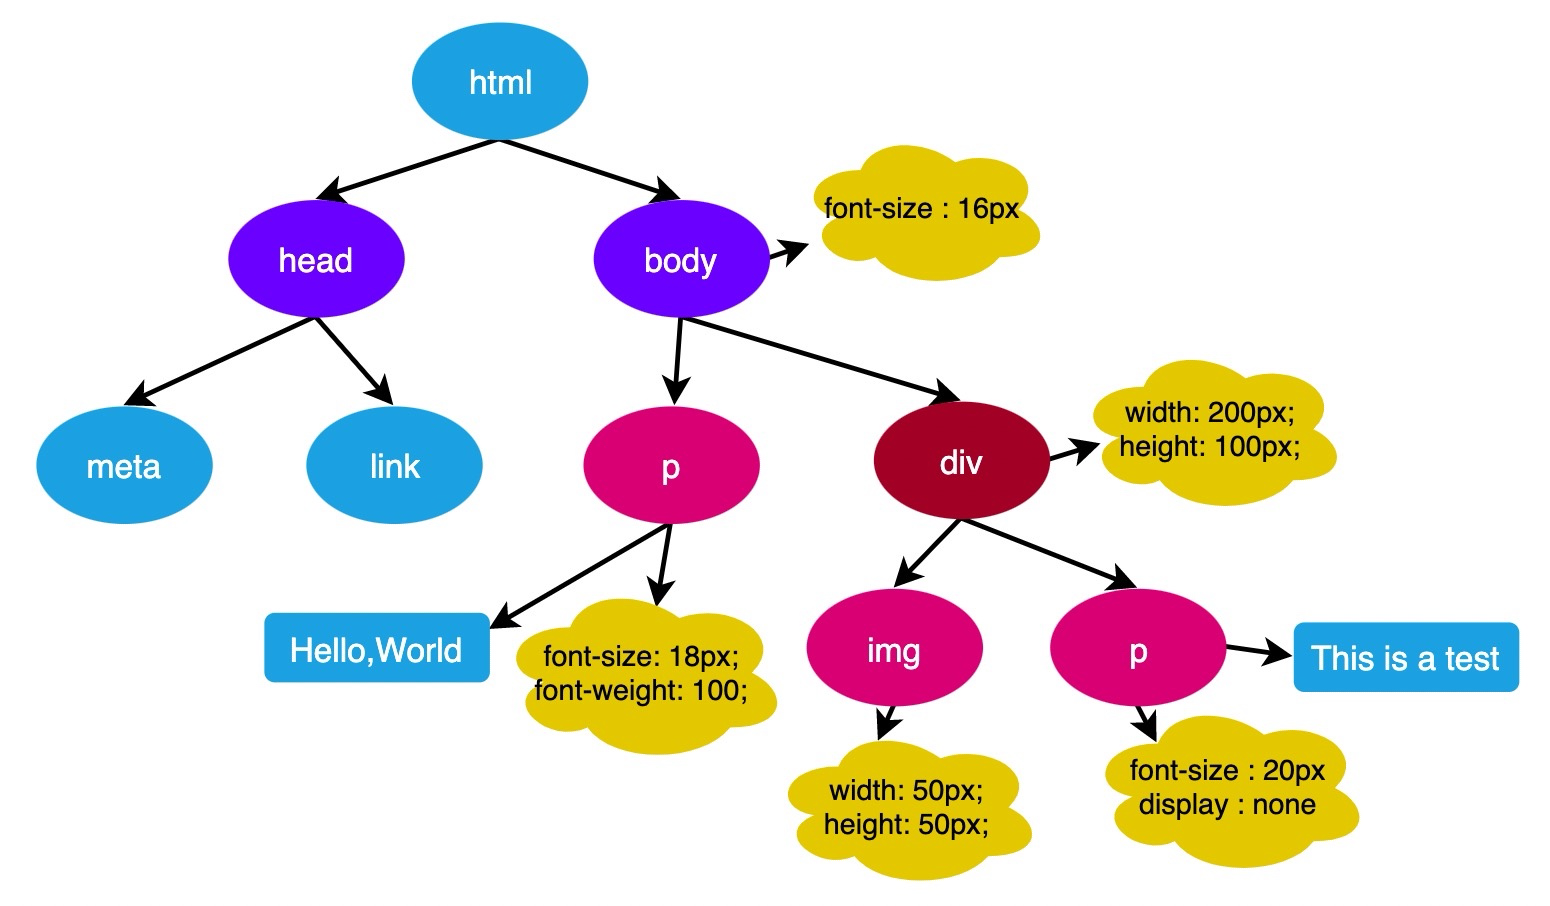 html
font-size : 16px
head
body
width: 200px;
height: 100px;
meta
link
p
div
Hello,World
font-size: 18px;
font-weight: 100;
img
p
This is a test
width: 50px;
height: 50px;
font-size : 20px
display : none